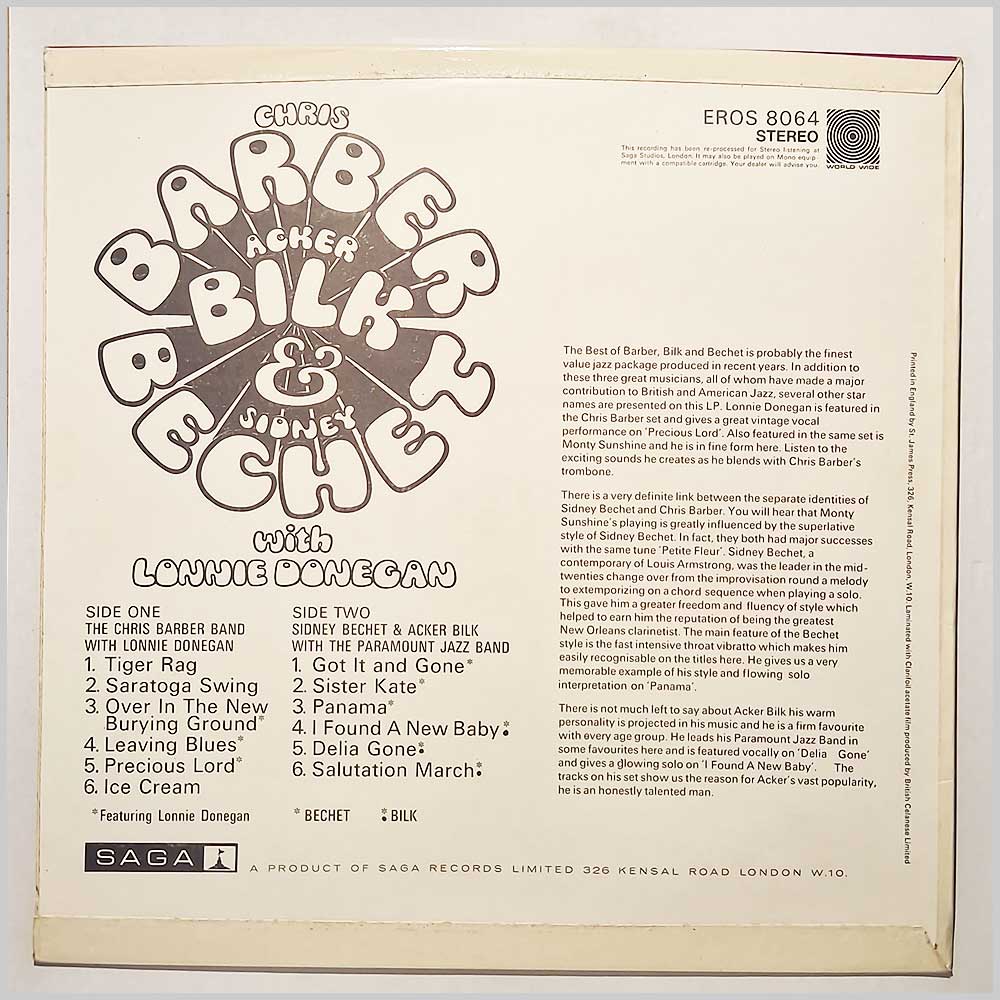 CHRIS
BARBER
ACKER
BILK
&
SIDNEY
BECHET
with
LONNIE DONEGAN
EROS 8064
STEREO
This recording has been re-processed for Stereo listening at
Saga Studios, London. It may also be played on Mono equip-
ment with a compatible cartridge. Your dealer will advise you.
WORLD WIDE
SIDE ONE
THE CHRIS BARBER BAND
WITH LONNIE DONEGAN
1. Tiger Rag
2. Saratoga Swing
3. Over In The New
Burying Ground*
4. Leaving Blues*
5. Precious Lord*
6. Ice Cream
*Featuring Lonnie Donegan
SIDE TWO
SIDNEY BECHET & ACKER BILK
WITH THE PARAMOUNT JAZZ BAND
1. Got It and Gone*
2. Sister Kate*
3. Panama*
4. I Found A New Baby⁑
5. Delia Gone⁑
6. Salutation March⁑
* BECHET ⁑ BILK
The Best of Barber, Bilk and Bechet is probably the finest
value jazz package produced in recent years. In addition to
these three great musicians, all of whom have made a major
contribution to British and American Jazz, several other star
names are presented on this LP. Lonnie Donegan is featured in
the Chris Barber set and gives a great vintage vocal
performance on 'Precious Lord'. Also featured in the same set is
Monty Sunshine and he is in fine form here. Listen to the
exciting sounds he creates as he blends with Chris Barber's
trombone.
There is a very definite link between the separate identities of
Sidney Bechet and Chris Barber. You will hear that Monty
Sunshine's playing is greatly influenced by the superlative
style of Sidney Bechet. In fact, they both had major successes
with the same tune 'Petite Fleur'. Sidney Bechet, a
contemporary of Louis Armstrong, was the leader in the mid-
twenties change over from the improvisation round a melody
to extemporizing on a chord sequence when playing a solo.
This gave him a greater freedom and fluency of style which
helped to earn him the reputation of being the greatest
New Orleans clarinetist. The main feature of the Bechet
style is the fast intensive throat vibratto which makes him
easily recognisable on the titles here. He gives us a very
memorable example of his style and flowing solo
interpretation on 'Panama'.
There is not much left to say about Acker Bilk his warm
personality is projected in his music and he is a firm favourite
with every age group. He leads his Paramount Jazz Band in
some favourites here and is featured vocally on 'Delia Gone'
and gives a glowing solo on 'I Found A New Baby'. The
tracks on his set show us the reason for Acker's vast popularity,
he is an honestly talented man.
Printed in England by St. James Press, 326, Kensal Road, London, W.10. Laminated with Clarifoil acetate film produced by British Celanese Limited
SAGA
A PRODUCT OF SAGA RECORDS LIMITED 326 KENSAL ROAD LONDON W.10.